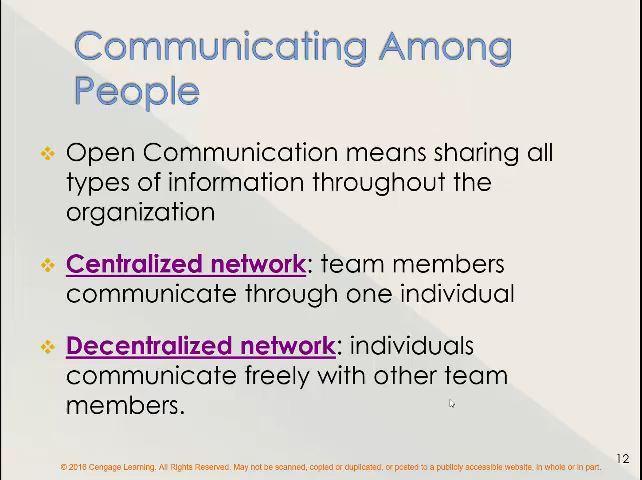 Communicating Among
People
Open Communication means sharing all
types of information throughout the
organization
Centralized network: team members
communicate through one individual
Decentralized network: individuals
communicate freely with other team
members.
12
© 2016 Cengage Learning. All Rights Reserved. May not be scanned, copied or duplicated, or posted to a publicly accessible website, in whole or in part.